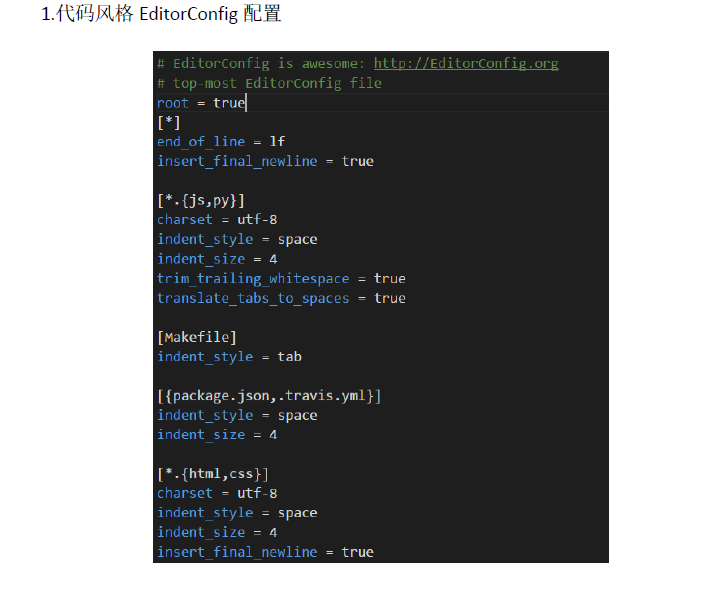 1.代码风格 EditorConfig 配置
# EditorConfig is awesome: http://EditorConfig.org
# top-most EditorConfig file
root = true
[*]
end_of_line = lf
insert_final_newline = true
[*.{js,py}]
charset = utf-8
indent_style = space
indent_size = 4
trim_trailing_whitespace = true
translate_tabs_to_spaces = true
[Makefile]
indent_style = tab
[{package.json,.travis.yml}]
indent_style = space
indent_size = 4
[*.{html,css}]
charset = utf-8
indent_style = space
indent_size = 4
insert_final_newline = true